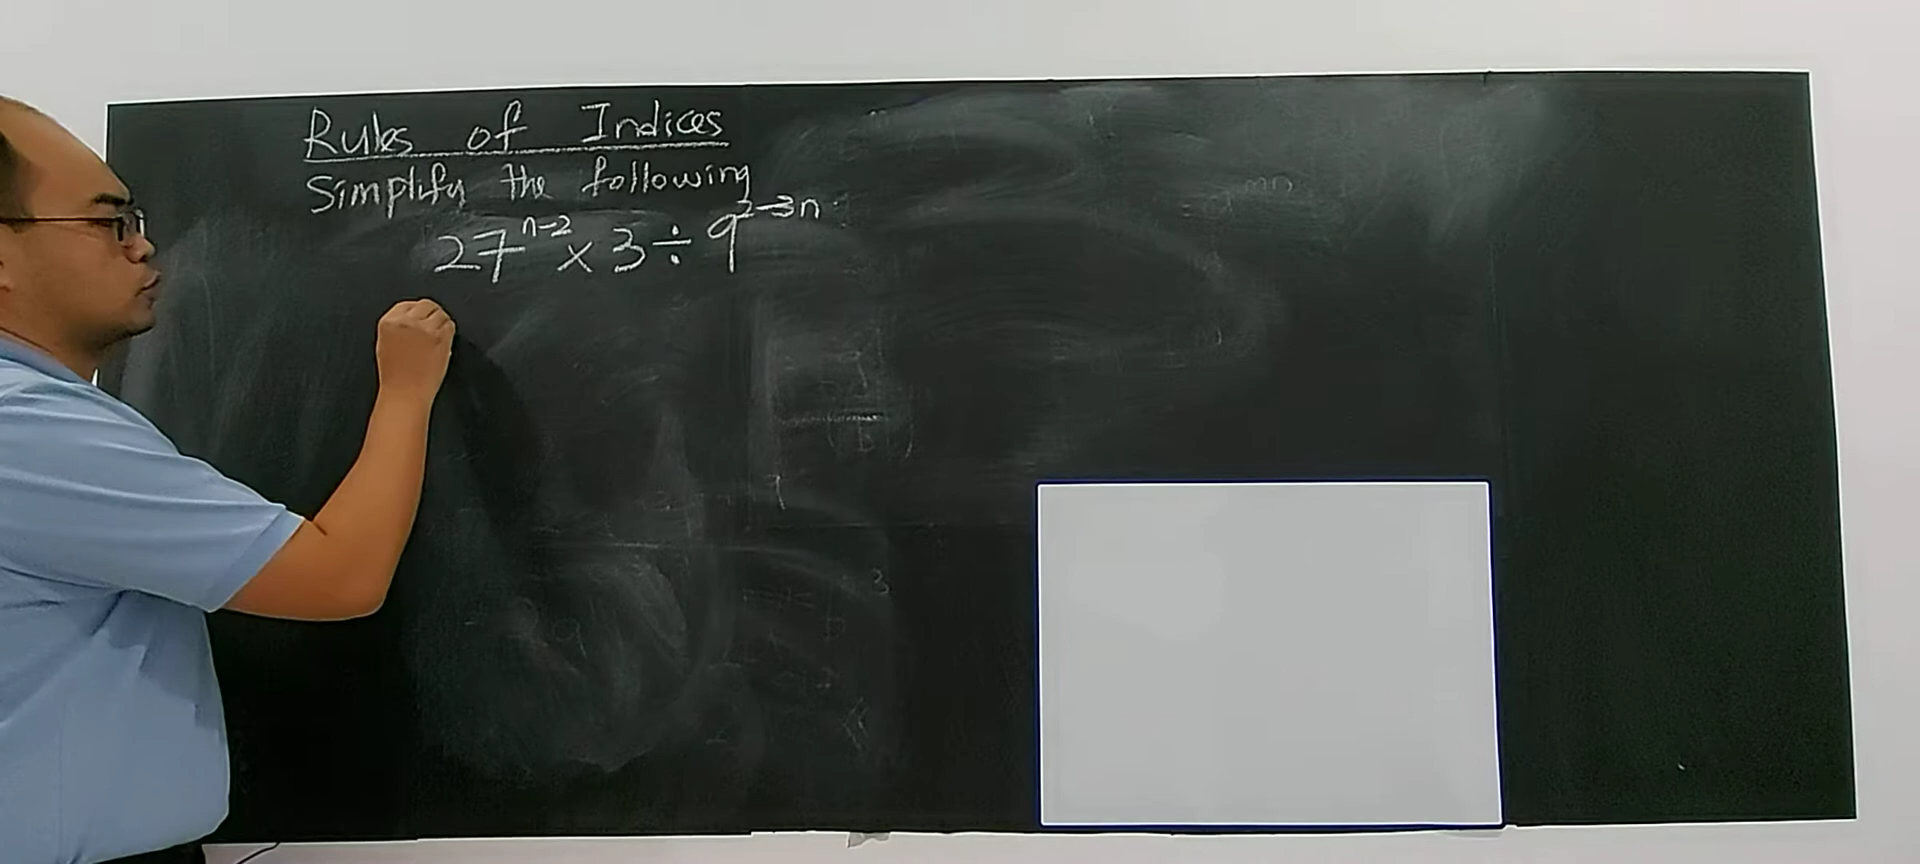 Rules of Indices
Simplify the following
27^{n-2} × 3 ÷ 9^{2-3n}